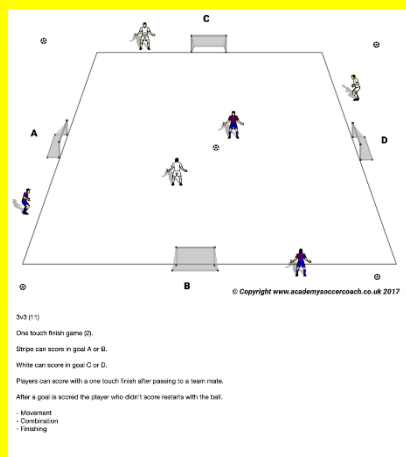 C
A
D
B
© Copyright www.academysoccercoach.co.uk 2017
3v3 (11)
One touch finish game (2).
Stripe can score in goal A or B.
White can score in goal C or D.
Players can score with a one touch finish after passing to a team mate.
After a goal is scored the player who didn't score restarts with the ball.
- Movement
- Combination
- Finishing